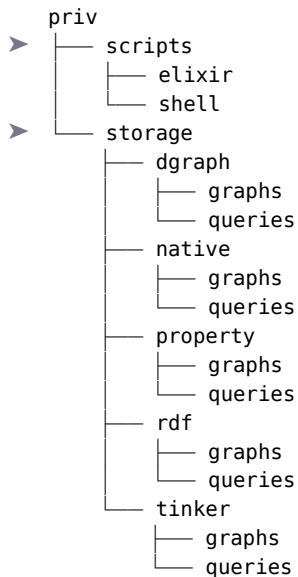 priv
scripts
elixir
shell
storage
dgraph
graphs
queries
native
graphs
queries
property
graphs
queries
rdf
graphs
queries
tinker
graphs
queries